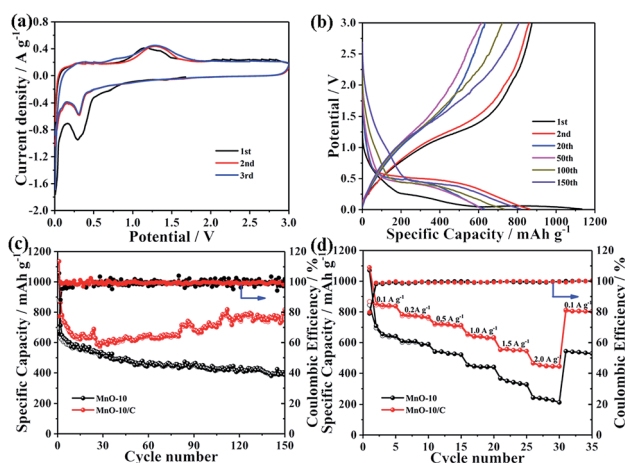 (a)
Current density / A g⁻¹
0.8
0.4
0.0
-0.4
-0.8
-1.2
-1.6
-2.0
1st
2nd
3rd
0.0 0.5 1.0 1.5 2.0 2.5 3.0
Potential / V
(b)
Potential / V
3.0
2.5
2.0
1.5
1.0
0.5
0.0
1st
2nd
20th
50th
100th
150th
0 200 400 600 800 1000 1200
Specific Capacity / mAh g⁻¹
(c)
Specific Capacity / mAh g⁻¹
1200
1000
800
600
400
200
0
MnO-10
MnO-10/C
0 30 60 90 120 150
Cycle number
120
100
80
60
40
20
0
Coulombic Efficiency / %
(d)
Specific Capacity / mAh g⁻¹
1200
1000
800
600
400
200
0
0.1 A g⁻¹
0.2A g⁻¹
0.5 A g⁻¹
1.0 A g⁻¹
1.5 A g⁻¹
2.0 A g⁻¹
0.1 A g⁻¹
MnO-10
MnO-10/C
0 5 10 15 20 25 30 35
Cycle number
120
100
80
60
40
20
0
Coulombic Efficiency / %